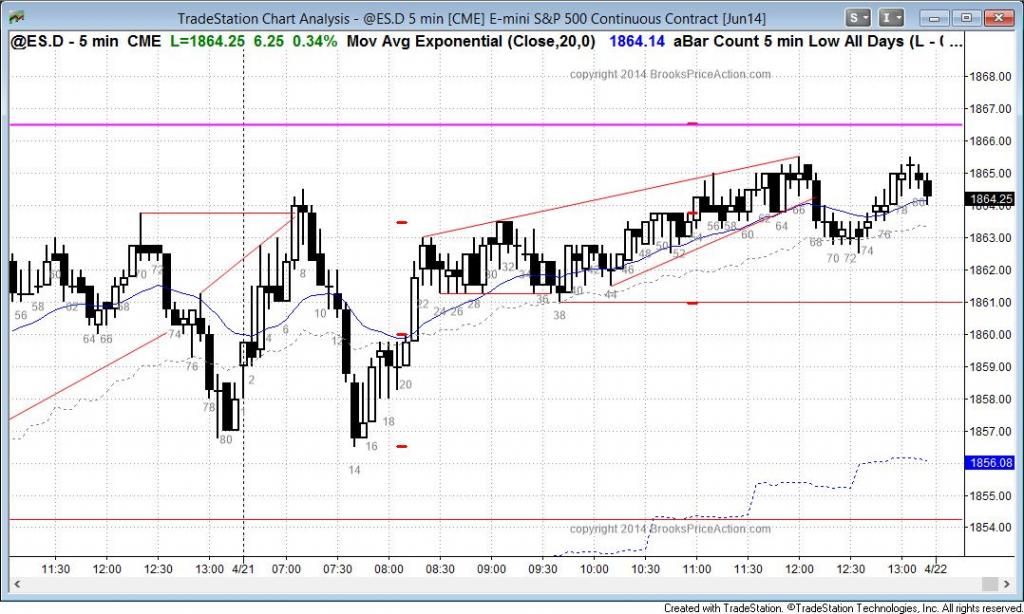 TradeStation Chart Analysis - @ES.D 5 min [CME] E-mini S&P 500 Continuous Contract [Jun14]
S I
@ES.D - 5 min CME L=1864.25 6.25 0.34% Mov Avg Exponential (Close,20,0) 1864.14 aBar Count 5 min Low All Days (L - ( ...
copyright 2014 BrooksPriceAction.com
1868.00
1867.00
1866.00
1865.00
1864.25
1863.00
1862.00
1861.00
1860.00
1859.00
1858.00
1857.00
1856.08
1855.00
1854.00
56 58 62 64 66 68 70 72 74 76 78 80
2 4 6 8 10 12 14 16 18 20 22 24 26 28 30 32 36 38 40 44 46 48 50 52 54 56 58 60 62 64 66 68 70 72 74 76 78 80
copyright 2014 BrooksPriceAction.com
11:30 12:00 12:30 13:00 4/21 07:00 07:30 08:00 08:30 09:00 09:30 10:00 10:30 11:00 11:30 12:00 12:30 13:00 4/22
Created with TradeStation. ©TradeStation Technologies, Inc. All rights reserved.